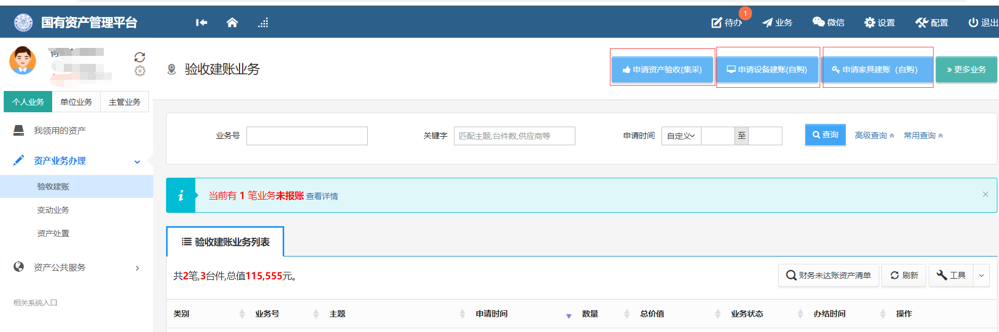 国有资产管理平台
待办 1
业务
微信
设置
配置
退出
验收建账业务
申请资产验收(集采)
申请设备建账(自购)
申请家具建账（自购）
更多业务
个人业务
单位业务
主管业务
我领用的资产
资产业务办理
验收建账
变动业务
资产处置
资产公共服务
相关系统入口
业务号
关键字 匹配主题,台件数,供应商等
申请时间 自定义 至
查询
高级查询
常用查询
当前有 1 笔业务未报账 查看详情
验收建账业务列表
共2笔,3台件,总值115,555元。
财务未达账资产清单
刷新
工具
类别 业务号 主题 申请时间 数量 总价值 业务状态 办结时间 操作